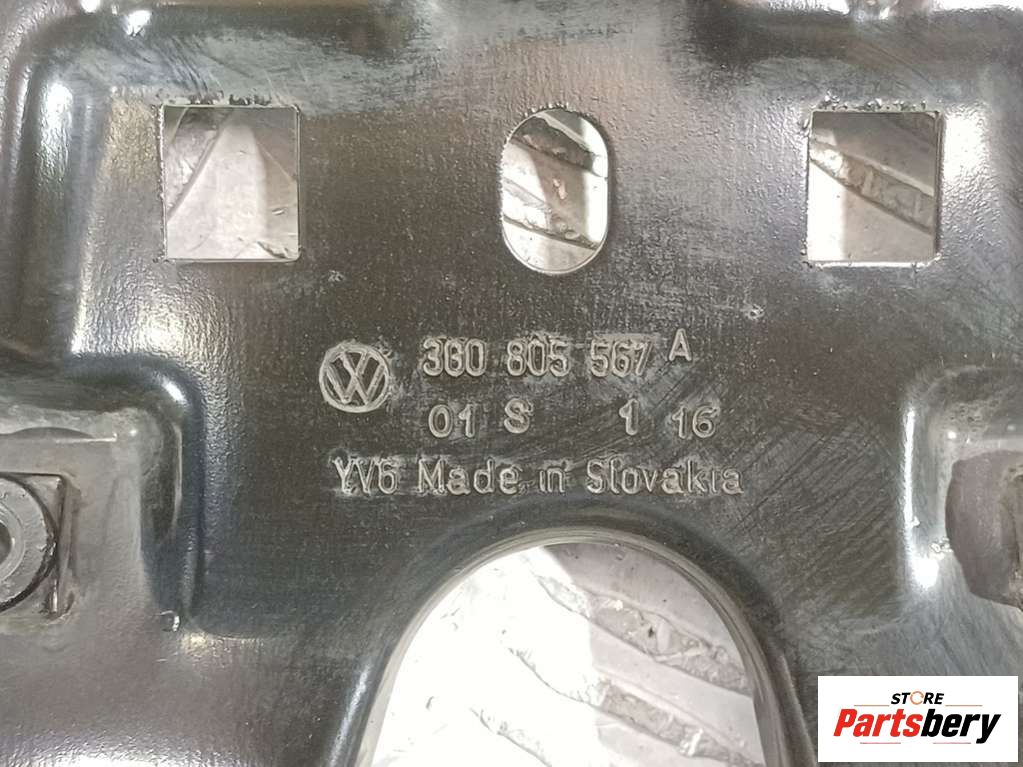 3G0 805 567 A
01 S 1 16
YV6 Made in Slovakia
STORE
Partsbery